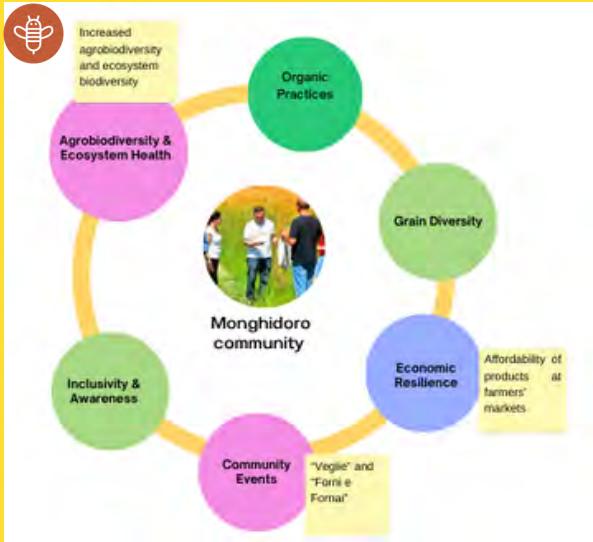 Increased
agrobiodiversity
and ecosystem
biodiversity
Organic
Practices
Agrobiodiversity &
Ecosystem Health
Grain Diversity
Monghidoro
community
Economic
Resilience
Affordability of
products at
farmers'
markets
Inclusivity &
Awareness
Community
Events
"Veglie" and
"Forni e
Fornai"